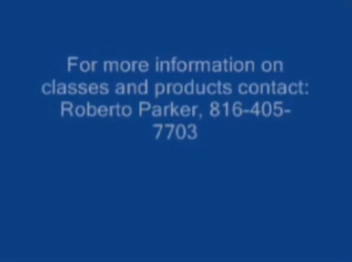 For more information on
classes and products contact:
Roberto Parker, 816-405-
7703